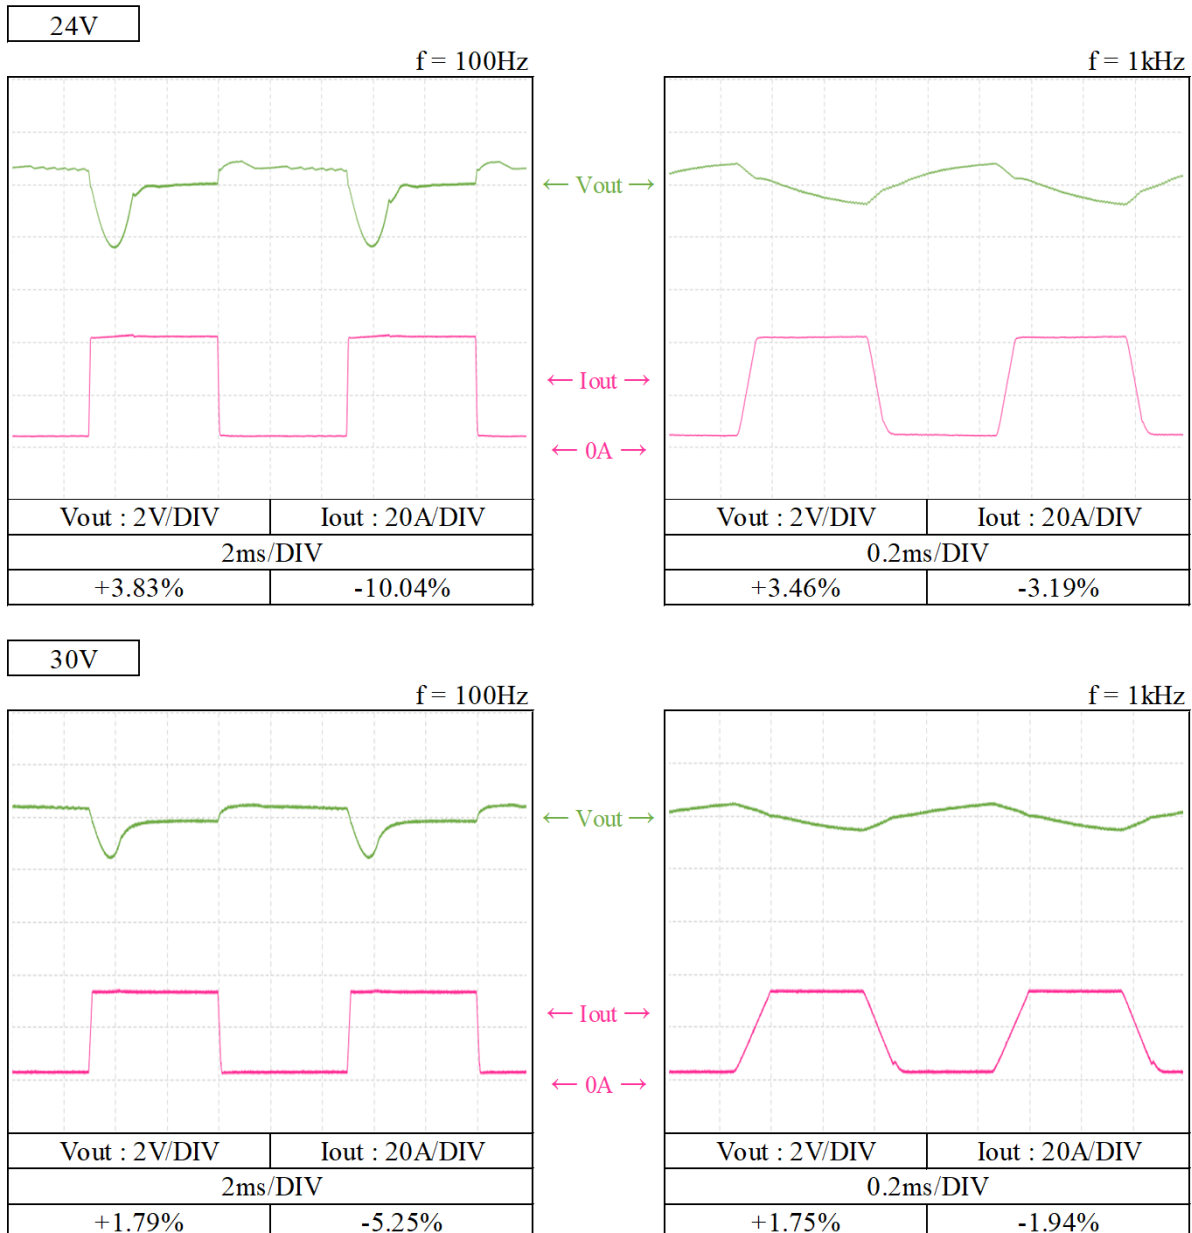 24V
f = 100Hz
f = 1kHz
← Vout →
← Iout →
← 0A →
Vout : 2V/DIV
Iout : 20A/DIV
2ms/DIV
+3.83%
-10.04%
Vout : 2V/DIV
Iout : 20A/DIV
0.2ms/DIV
+3.46%
-3.19%
30V
f = 100Hz
f = 1kHz
← Vout →
← Iout →
← 0A →
Vout : 2V/DIV
Iout : 20A/DIV
2ms/DIV
+1.79%
-5.25%
Vout : 2V/DIV
Iout : 20A/DIV
0.2ms/DIV
+1.75%
-1.94%